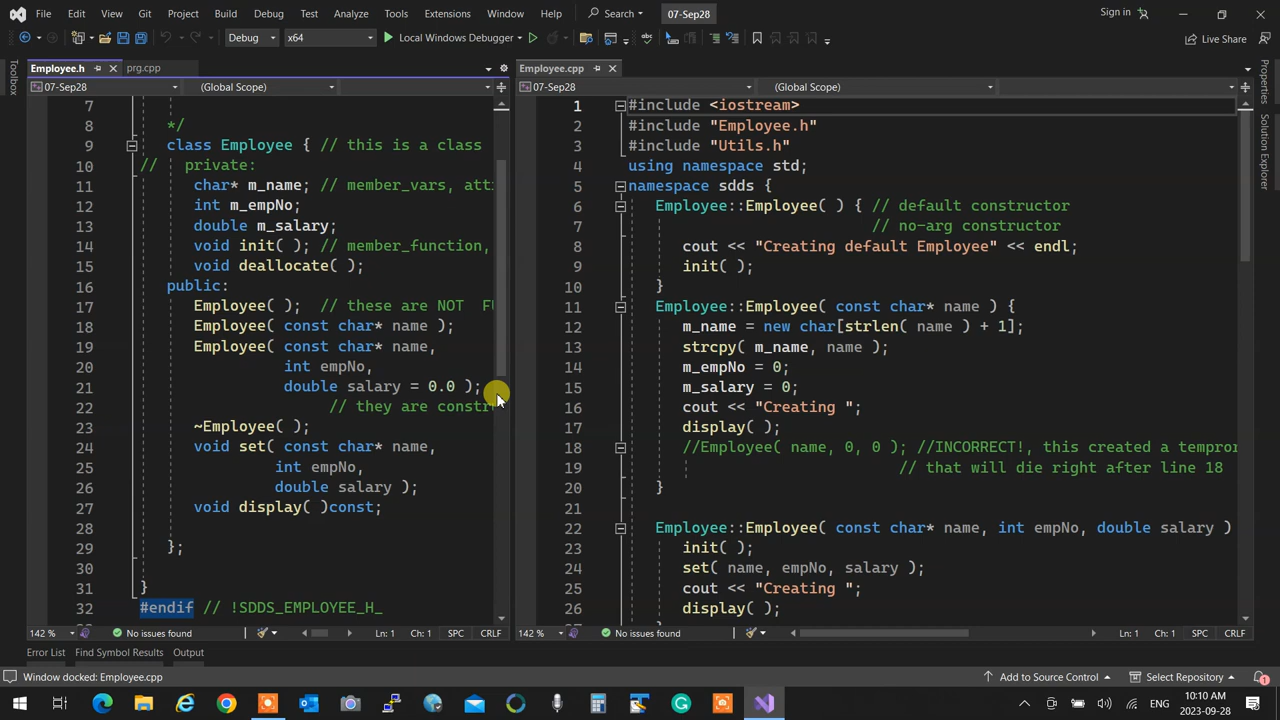 File Edit View Git Project Build Debug Test Analyze Tools Extensions Window Help Search 07-Sep28 Sign in
Debug x64 Local Windows Debugger Live Share
Toolbox
Employee.h prg.cpp
07-Sep28 (Global Scope)
7
8 */
9 class Employee { // this is a class
10 // private:
11 char* m_name; // member_vars, atti
12 int m_empNo;
13 double m_salary;
14 void init( ); // member_function,
15 void deallocate( );
16 public:
17 Employee( ); // these are NOT FU
18 Employee( const char* name );
19 Employee( const char* name,
20 int empNo,
21 double salary = 0.0 );
22 // they are constr
23 ~Employee( );
24 void set( const char* name,
25 int empNo,
26 double salary );
27 void display( )const;
28
29 };
30
31 }
32 #endif // !SDDS_EMPLOYEE_H_
142 % No issues found Ln: 1 Ch: 1 SPC CRLF
Employee.cpp
07-Sep28 (Global Scope)
1 #include <iostream>
2 #include "Employee.h"
3 #include "Utils.h"
4 using namespace std;
5 namespace sdds {
6 Employee::Employee( ) { // default constructor
7 // no-arg constructor
8 cout << "Creating default Employee" << endl;
9 init( );
10 }
11 Employee::Employee( const char* name ) {
12 m_name = new char[strlen( name ) + 1];
13 strcpy( m_name, name );
14 m_empNo = 0;
15 m_salary = 0;
16 cout << "Creating ";
17 display( );
18 //Employee( name, 0, 0 ); //INCORRECT!, this created a tempror
19 // that will die right after line 18
20 }
21
22 Employee::Employee( const char* name, int empNo, double salary )
23 init( );
24 set( name, empNo, salary );
25 cout << "Creating ";
26 display( );
142 % No issues found Ln: 1 Ch: 1 SPC CRLF
Properties
Solution Explorer
Error List Find Symbol Results Output
Window docked: Employee.cpp Add to Source Control Select Repository 1
ENG 10:10 AM
2023-09-28